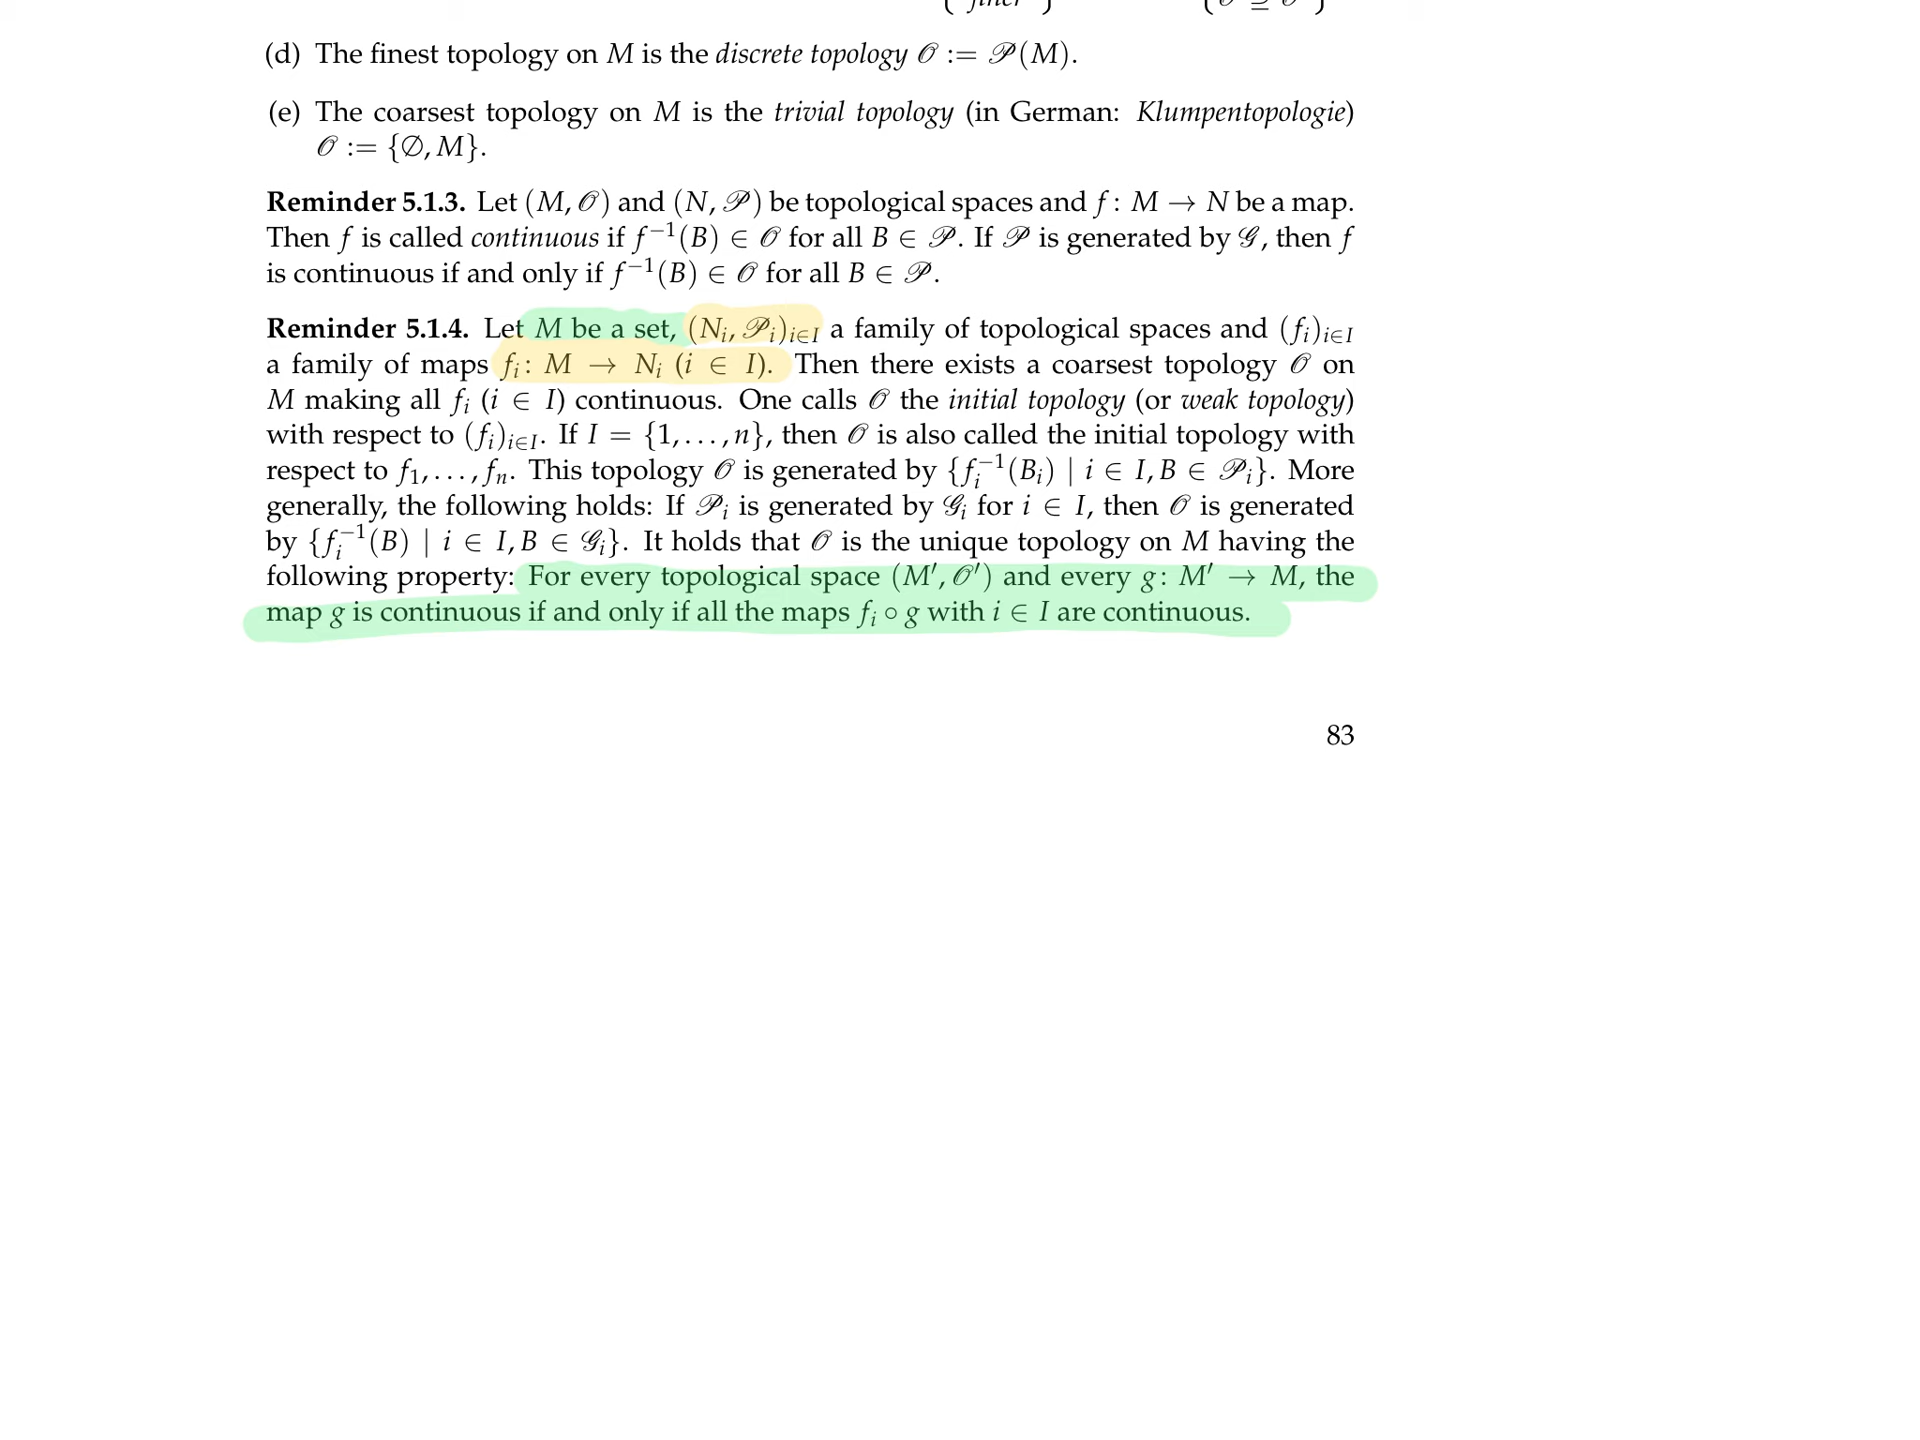 ( finer )   ( 𝒪 ⊇ 𝒪 )
(d) The finest topology on M is the discrete topology 𝒪 := 𝒫(M).
(e) The coarsest topology on M is the trivial topology (in German: Klumpentopologie)
𝒪 := {∅, M}.
Reminder 5.1.3. Let (M, 𝒪) and (N, 𝒫) be topological spaces and f : M → N be a map.
Then f is called continuous if f⁻¹(B) ∈ 𝒪 for all B ∈ 𝒫. If 𝒫 is generated by 𝒢, then f
is continuous if and only if f⁻¹(B) ∈ 𝒪 for all B ∈ 𝒫.
Reminder 5.1.4. Let M be a set, (Nᵢ, 𝒫ᵢ)ᵢ∈I a family of topological spaces and (fᵢ)ᵢ∈I
a family of maps fᵢ : M → Nᵢ (i ∈ I). Then there exists a coarsest topology 𝒪 on
M making all fᵢ (i ∈ I) continuous. One calls 𝒪 the initial topology (or weak topology)
with respect to (fᵢ)ᵢ∈I. If I = {1, . . . , n}, then 𝒪 is also called the initial topology with
respect to f₁, . . . , fₙ. This topology 𝒪 is generated by {fᵢ⁻¹(Bᵢ) | i ∈ I, B ∈ 𝒫ᵢ}. More
generally, the following holds: If 𝒫ᵢ is generated by 𝒢ᵢ for i ∈ I, then 𝒪 is generated
by {fᵢ⁻¹(B) | i ∈ I, B ∈ 𝒢ᵢ}. It holds that 𝒪 is the unique topology on M having the
following property: For every topological space (M′, 𝒪′) and every g : M′ → M, the
map g is continuous if and only if all the maps fᵢ ∘ g with i ∈ I are continuous.
83